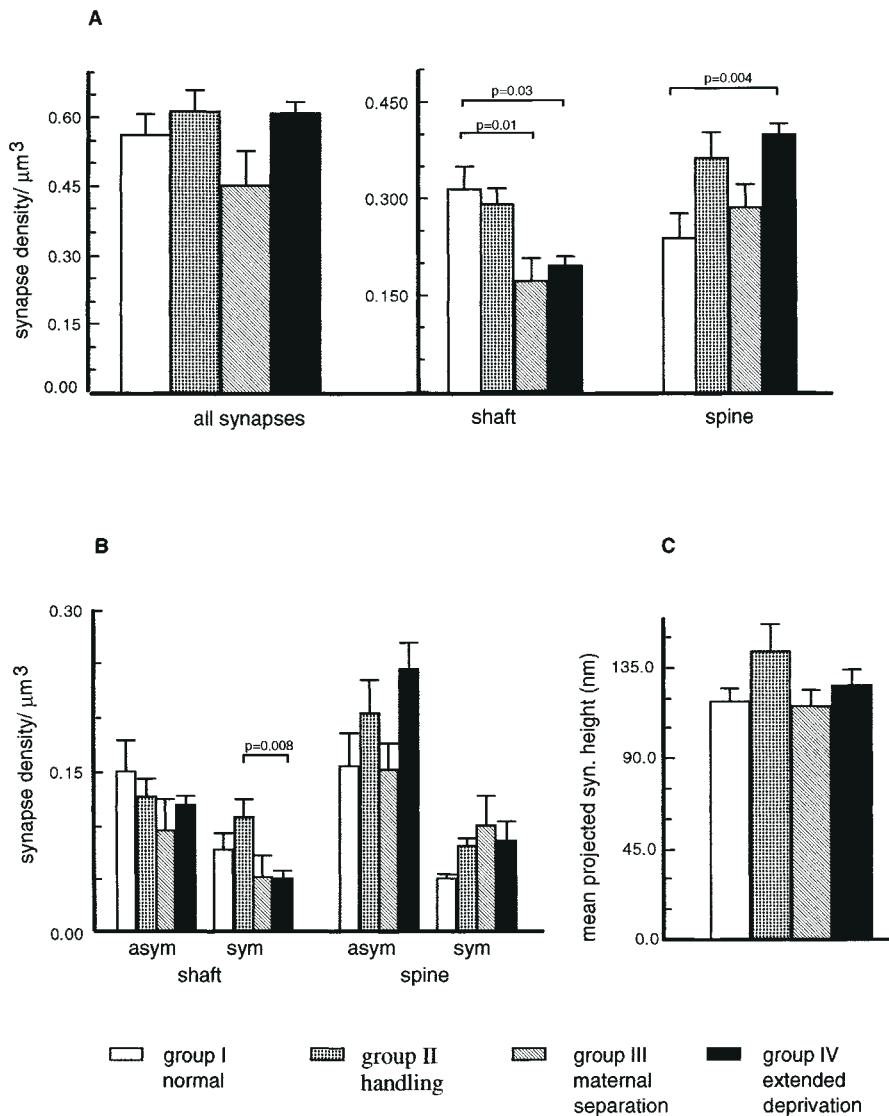 A
synapse density/ μm3
0.60
0.45
0.30
0.15
0.00
0.450
0.300
0.150
p=0.03
p=0.01
p=0.004
all synapses
shaft
spine
B
synapse density/ μm3
0.30
0.15
0.00
p=0.008
asym
sym
asym
sym
shaft
spine
C
mean projected syn. height (nm)
135.0
90.0
45.0
0.0
group I
normal
group II
handling
group III
maternal
separation
group IV
extended
deprivation